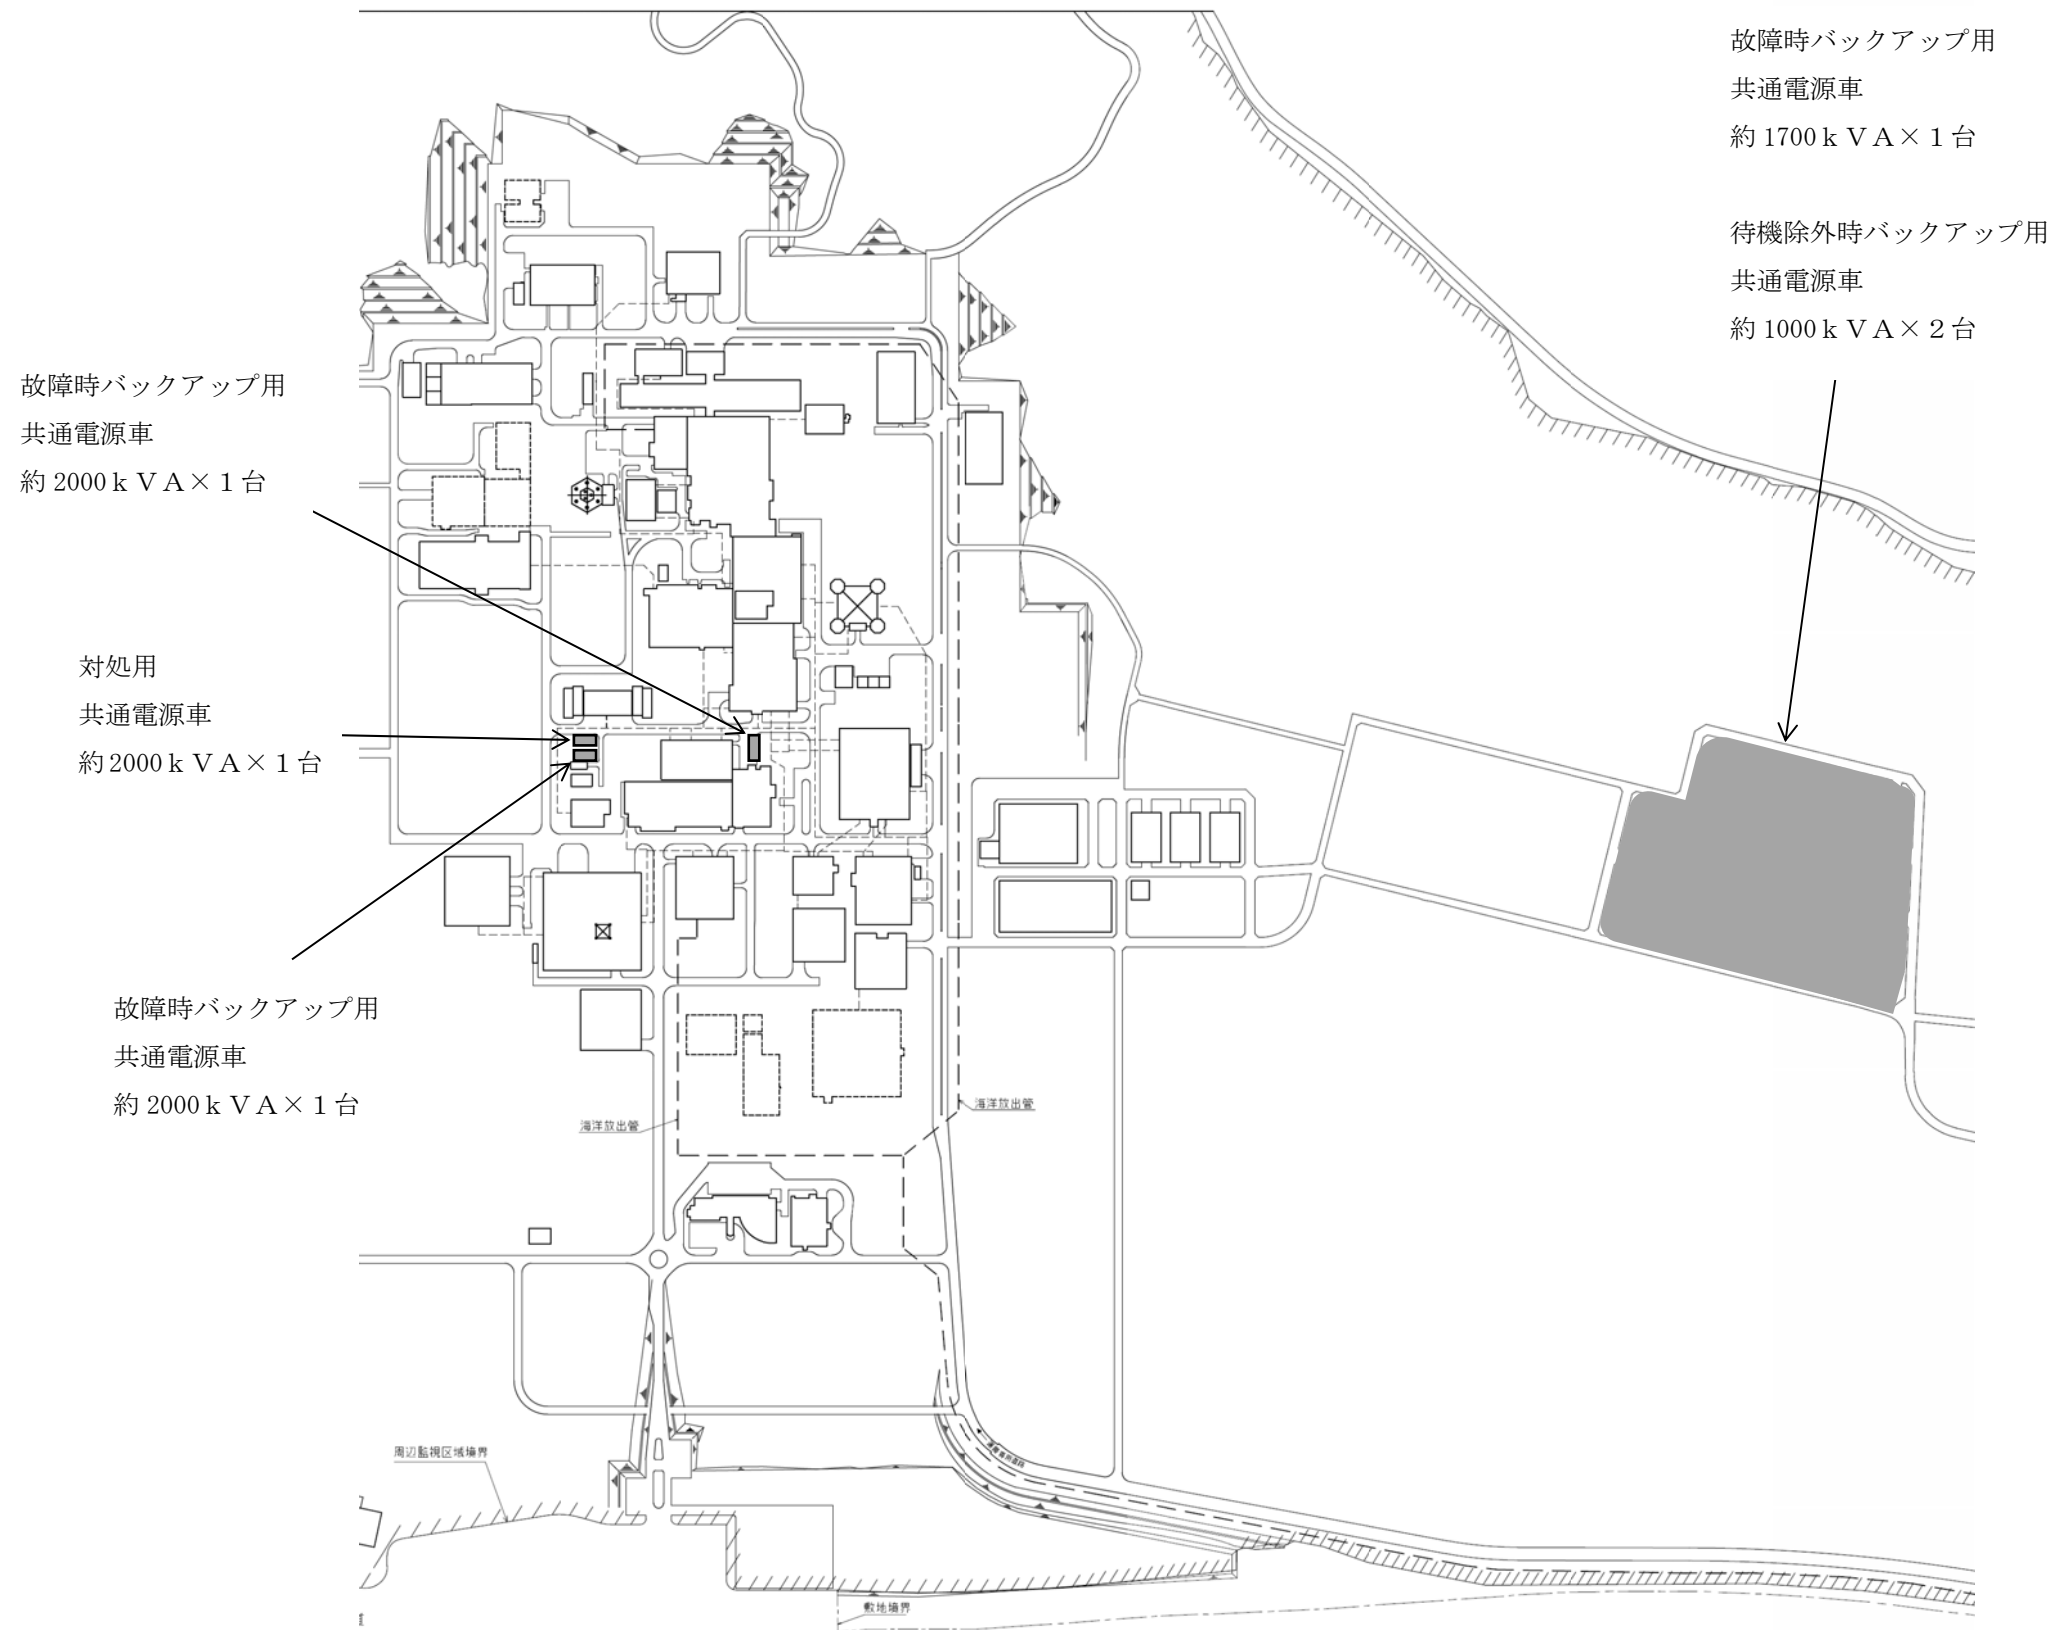 故障時バックアップ用
共通電源車
約 1700ｋＶＡ×１台
待機除外時バックアップ用
共通電源車
約 1000ｋＶＡ×２台
故障時バックアップ用
共通電源車
約 2000ｋＶＡ×１台
対処用
共通電源車
約 2000ｋＶＡ×１台
故障時バックアップ用
共通電源車
約 2000ｋＶＡ×１台
海洋放出管
海洋放出管
周辺監視区域境界
敷地境界